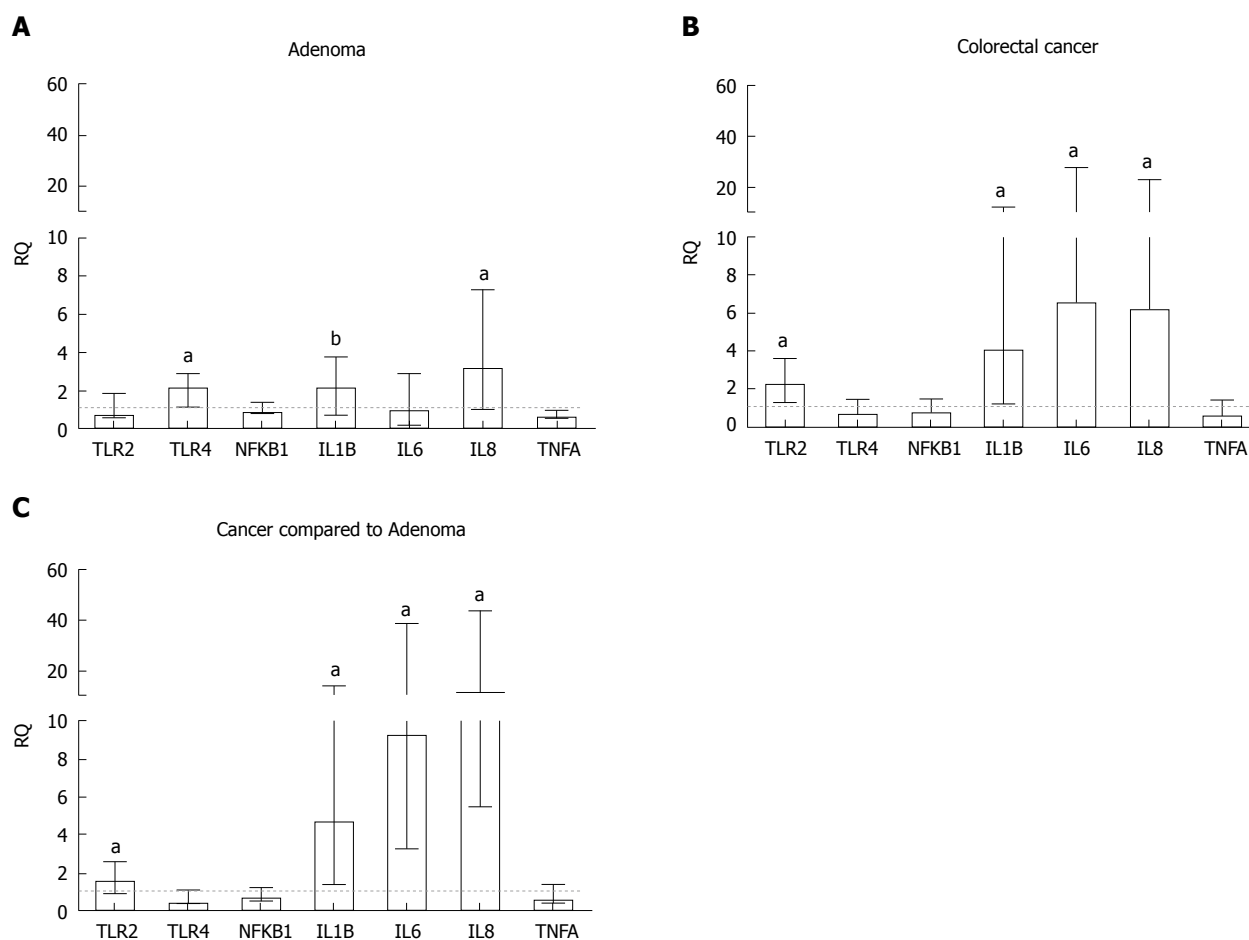 A
Adenoma
60
40
20
10
8
6
4
2
0
RQ
a
b
a
TLR2 TLR4 NFKB1 IL1B IL6 IL8 TNFA
B
Colorectal cancer
60
40
20
10
8
6
4
2
0
RQ
a
a
a
a
TLR2 TLR4 NFKB1 IL1B IL6 IL8 TNFA
C
Cancer compared to Adenoma
60
40
20
10
8
6
4
2
0
RQ
a
a
a
a
TLR2 TLR4 NFKB1 IL1B IL6 IL8 TNFA